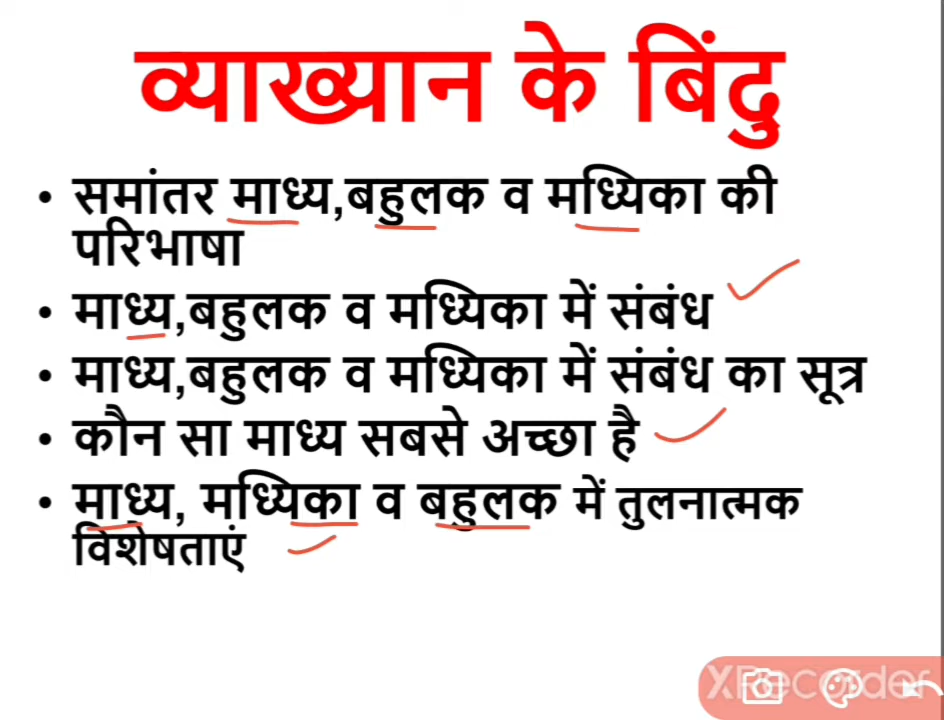 व्याख्यान के बिंदु
• समांतर माध्य,बहुलक व मध्यिका की
परिभाषा
• माध्य,बहुलक व मध्यिका में संबंध
• माध्य,बहुलक व मध्यिका में संबंध का सूत्र
• कौन सा माध्य सबसे अच्छा है
• माध्य, मध्यिका व बहुलक में तुलनात्मक
विशेषताएं
XRecorder